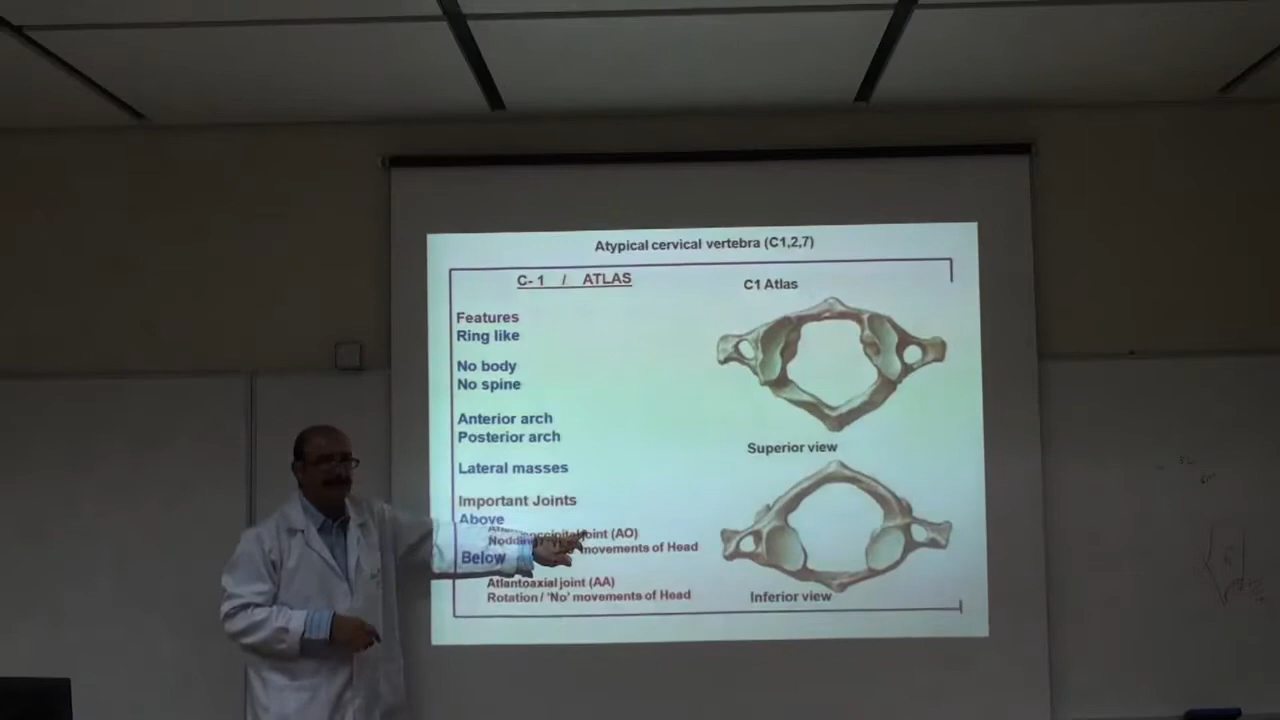 Atypical cervical vertebra (C1,2,7)
C- 1 / ATLAS
C1 Atlas
Features
Ring like
No body
No spine
Anterior arch
Posterior arch
Superior view
Lateral masses
Important Joints
Above
joint (AO)
movements of Head
Below
Atlantoaxial joint (AA)
Rotation / 'No' movements of Head
Inferior view